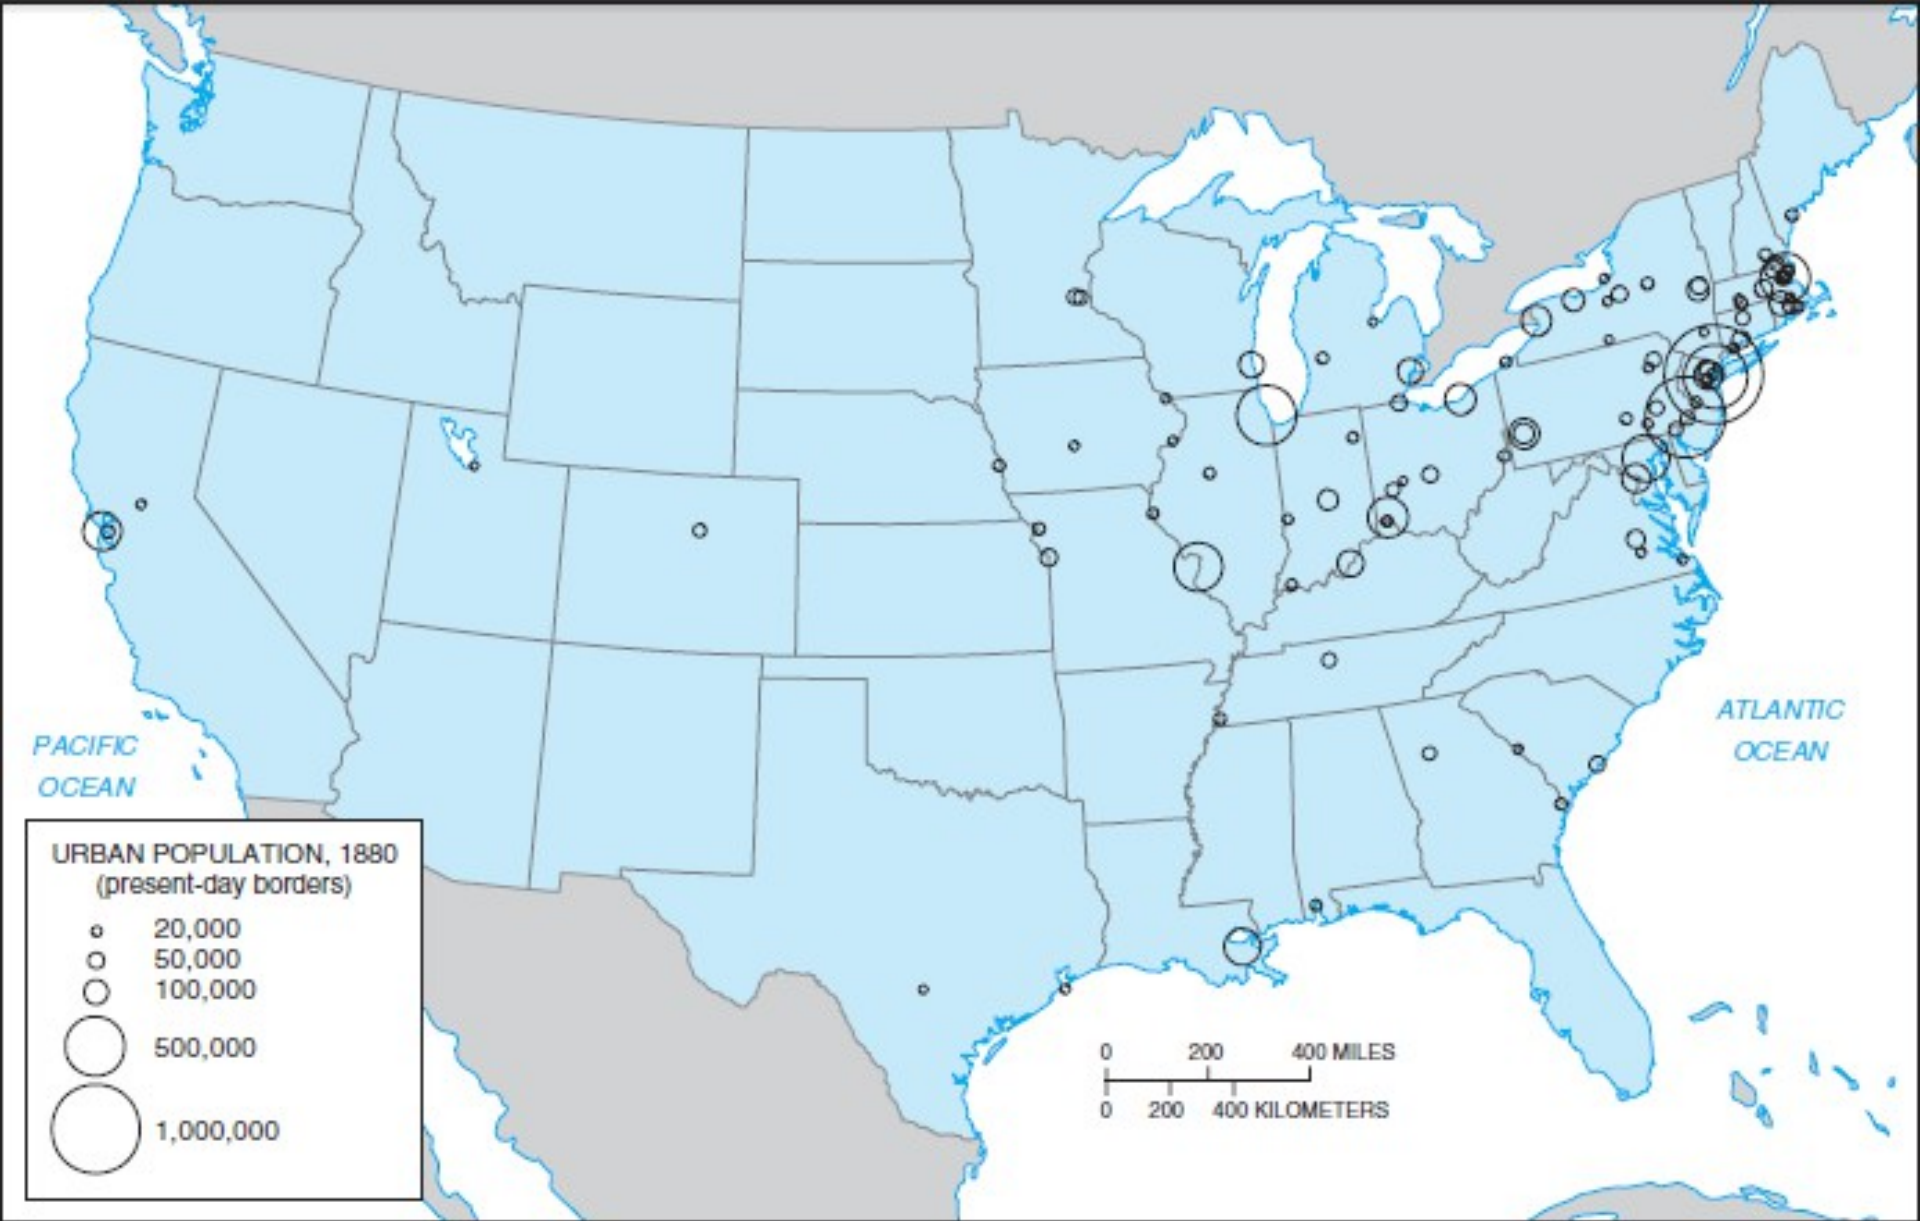 PACIFIC
OCEAN
ATLANTIC
OCEAN
URBAN POPULATION, 1880
(present-day borders)
20,000
50,000
100,000
500,000
1,000,000
0 200 400 MILES
0 200 400 KILOMETERS